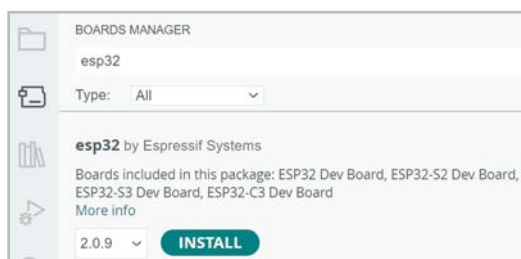 BOARDS MANAGER
esp32
Type: All
esp32 by Espressif Systems
Boards included in this package: ESP32 Dev Board, ESP32-S2 Dev Board,
ESP32-S3 Dev Board, ESP32-C3 Dev Board
More info
2.0.9 INSTALL